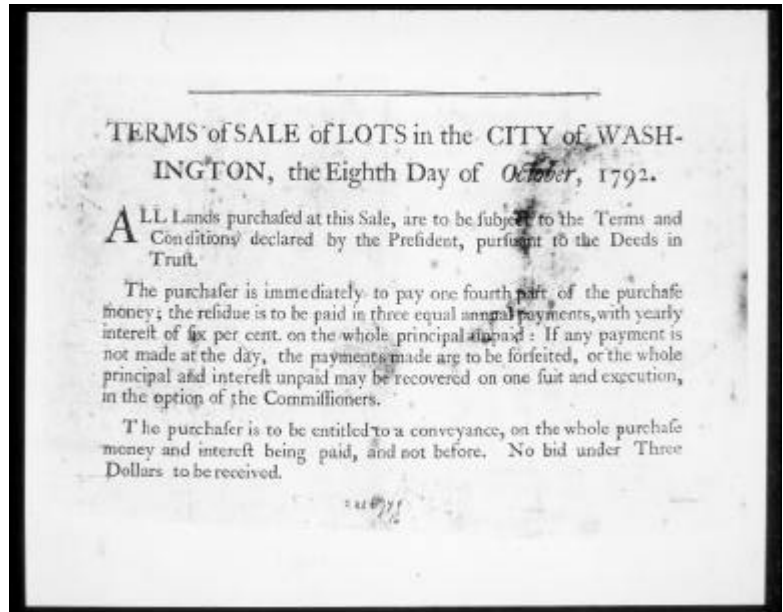 TERMS of SALE of LOTS in the CITY of WASH-
INGTON, the Eighth Day of October, 1792.
ALL Lands purchaſed at this Sale, are to be ſubject to the Terms and
Conditions declared by the Preſident, purſuant to the Deeds in
Truſt.
The purchaſer is immediately to pay one fourth part of the purchaſe
money; the reſidue is to be paid in three equal annual payments, with yearly
intereſt of ſix per cent. on the whole principal unpaid: If any payment is
not made at the day, the payments made are to be forfeited, or the whole
principal and intereſt unpaid may be recovered on one ſuit and execution,
in the option of the Commiſſioners.
The purchaſer is to be entitled to a conveyance, on the whole purchaſe
money and intereſt being paid, and not before. No bid under Three
Dollars to be received.